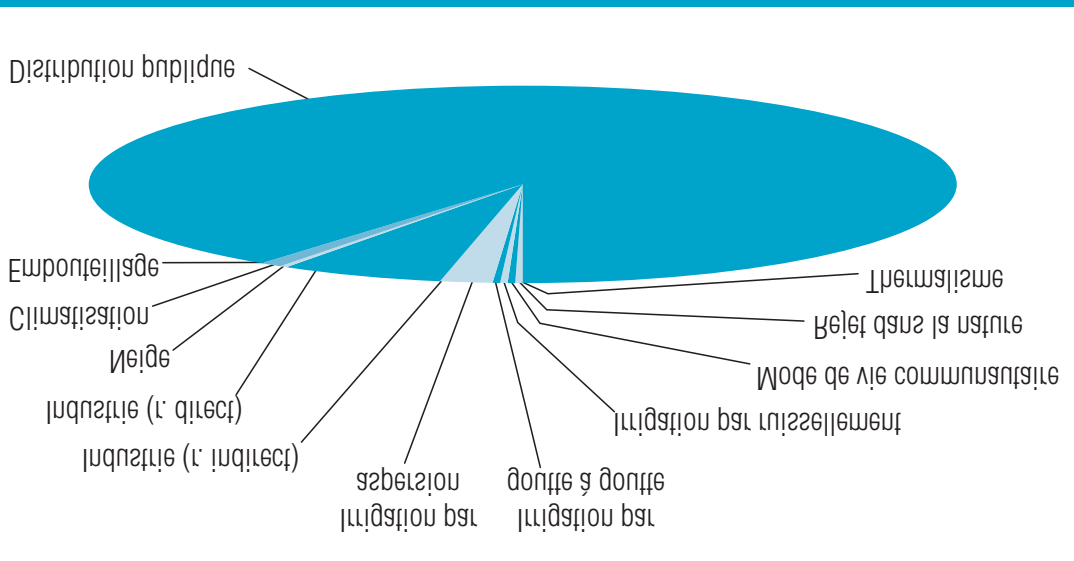 Distribution publique
Embouteillage
Climatisation
Neige
Industrie (r. direct)
Industrie (r. indirect)
Irrigation par
aspersion
Irrigation par
goutte à goutte
Irrigation par ruissellement
Mode de vie communautaire
Rejet dans la nature
Thermalisme